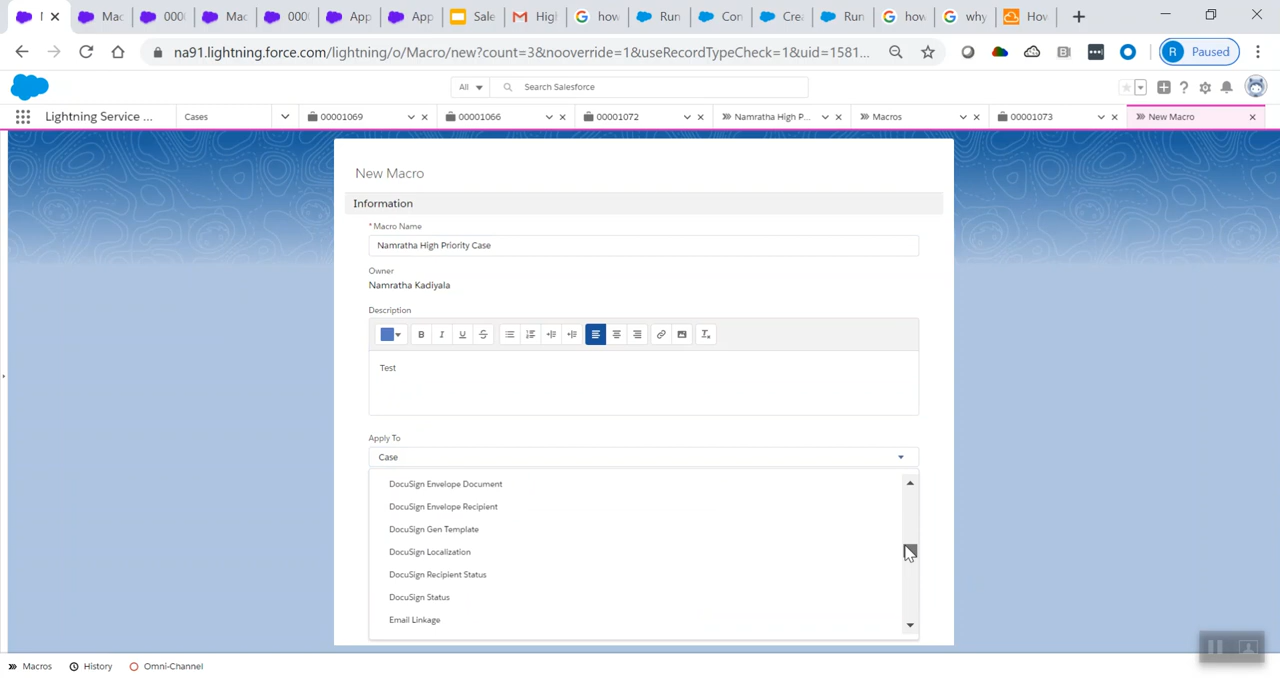 Mac
000
Mac
000
App
App
Sale
Higl
how
Run
Con
Crea
Run
how
why
How
na91.lightning.force.com/lightning/o/Macro/new?count=3&nooverride=1&useRecordTypeCheck=1&uid=1581...
R Paused
All Search Salesforce
Lightning Service ... Cases 00001069 00001066 00001072 Namratha High P... Macros 00001073 New Macro
New Macro
Information
* Macro Name
Namratha High Priority Case
Owner
Namratha Kadiyala
Description
B I U S
Test
Apply To
Case
DocuSign Envelope Document
DocuSign Envelope Recipient
DocuSign Gen Template
DocuSign Localization
DocuSign Recipient Status
DocuSign Status
Email Linkage
Macros History Omni-Channel